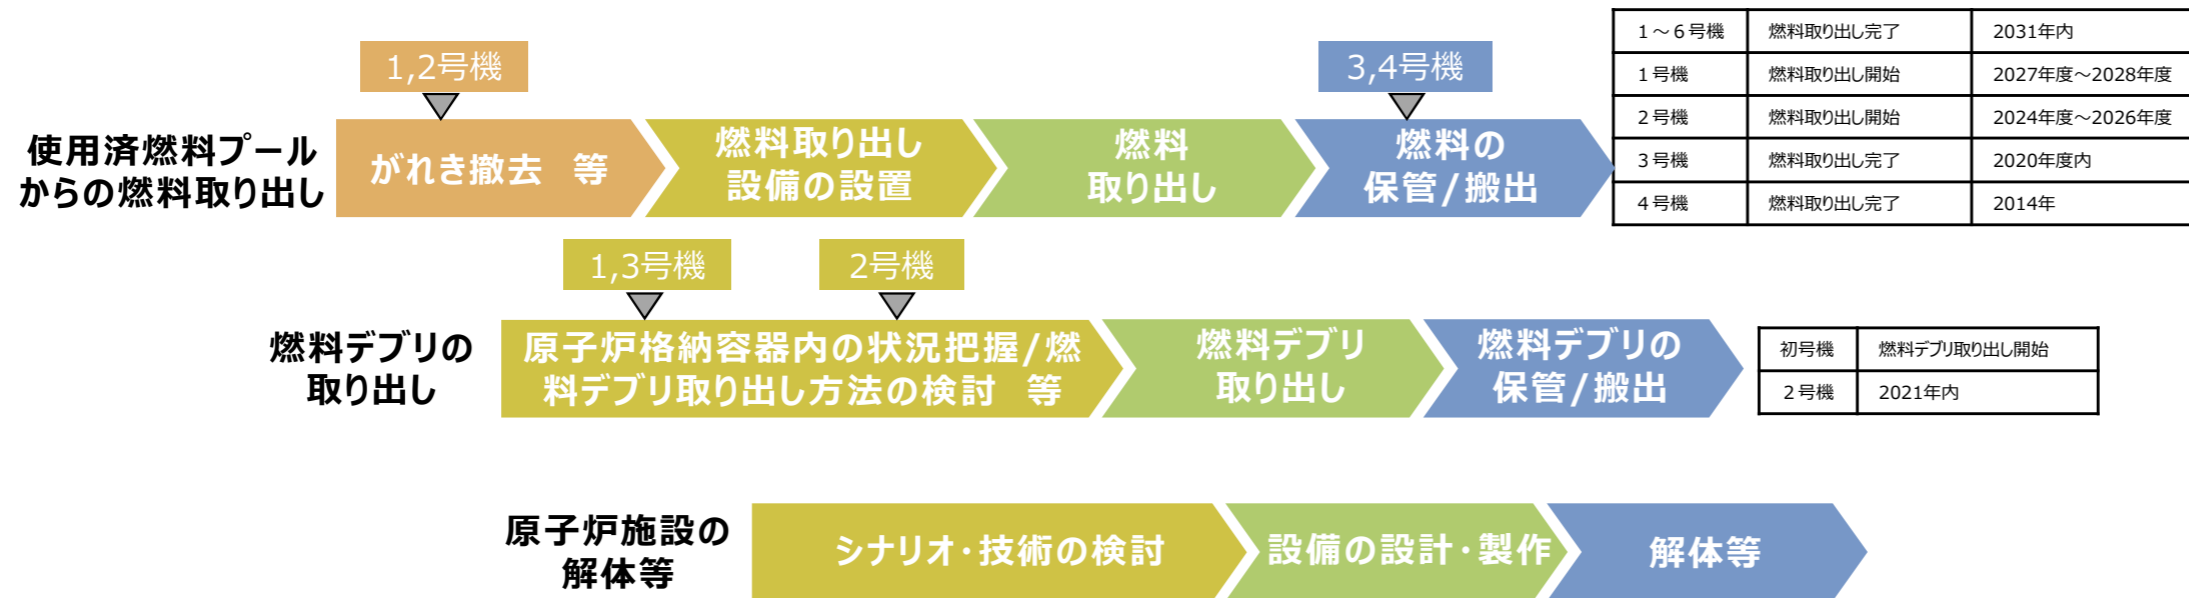 1,2号機
3,4号機
使用済燃料プール
からの燃料取り出し
がれき撤去　等
燃料取り出し
設備の設置
燃料
取り出し
燃料の
保管/搬出
1～6号機 燃料取り出し完了 2031年内
1号機 燃料取り出し開始 2027年度～2028年度
2号機 燃料取り出し開始 2024年度～2026年度
3号機 燃料取り出し完了 2020年度内
4号機 燃料取り出し完了 2014年
1,3号機
2号機
燃料デブリの
取り出し
原子炉格納容器内の状況把握/燃
料デブリ取り出し方法の検討　等
燃料デブリ
取り出し
燃料デブリの
保管/搬出
初号機 燃料デブリ取り出し開始
2号機 2021年内
原子炉施設の
解体等
シナリオ・技術の検討
設備の設計・製作
解体等